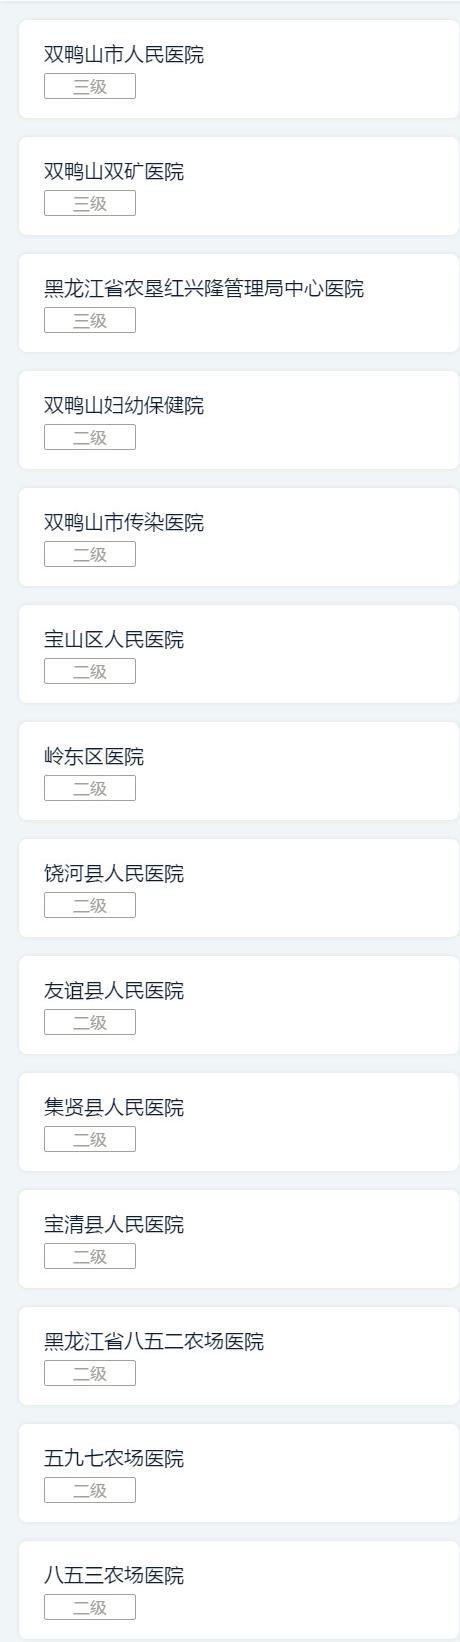 双鸭山市人民医院
三级
双鸭山双矿医院
三级
黑龙江省农垦红兴隆管理局中心医院
三级
双鸭山妇幼保健院
二级
双鸭山市传染医院
二级
宝山区人民医院
二级
岭东区医院
二级
饶河县人民医院
二级
友谊县人民医院
二级
集贤县人民医院
二级
宝清县人民医院
二级
黑龙江省八五二农场医院
二级
五九七农场医院
二级
八五三农场医院
二级